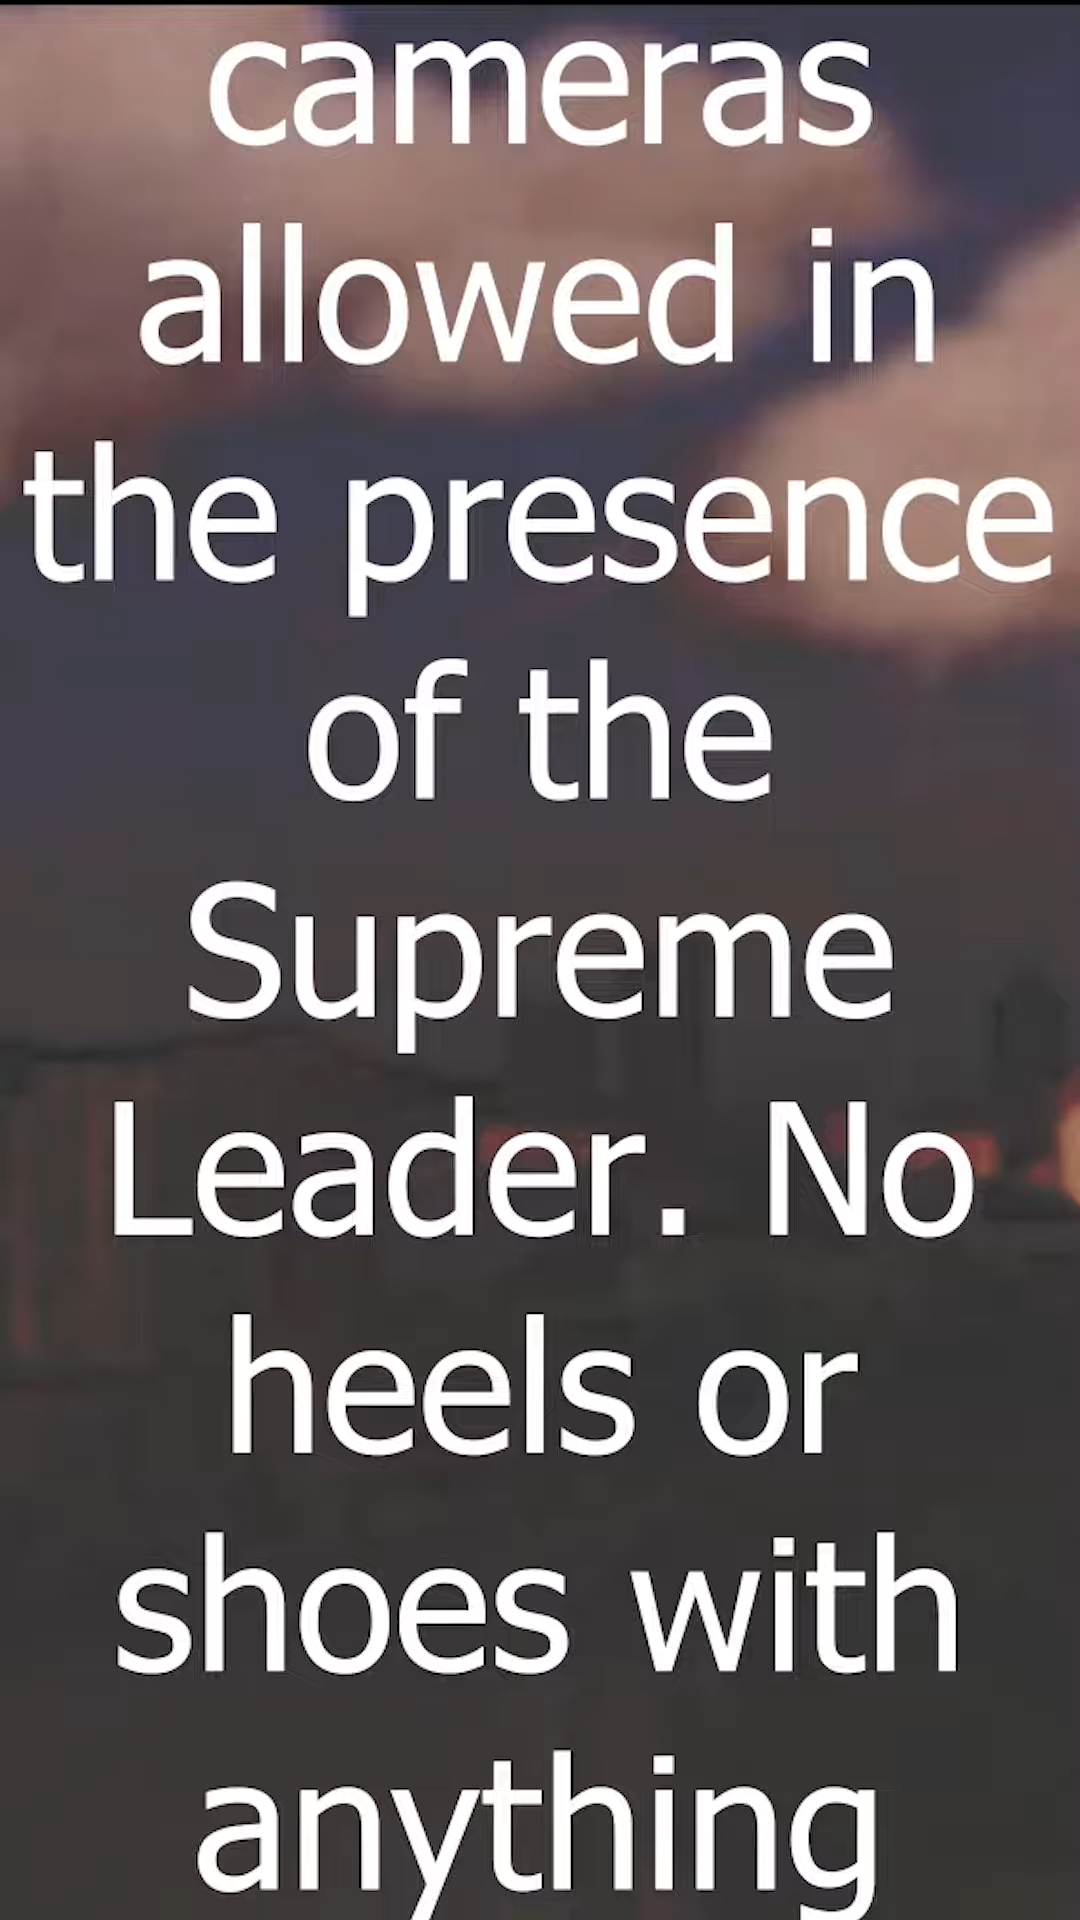 cameras
allowed in
the presence
of the
Supreme
Leader. No
heels or
shoes with
anything